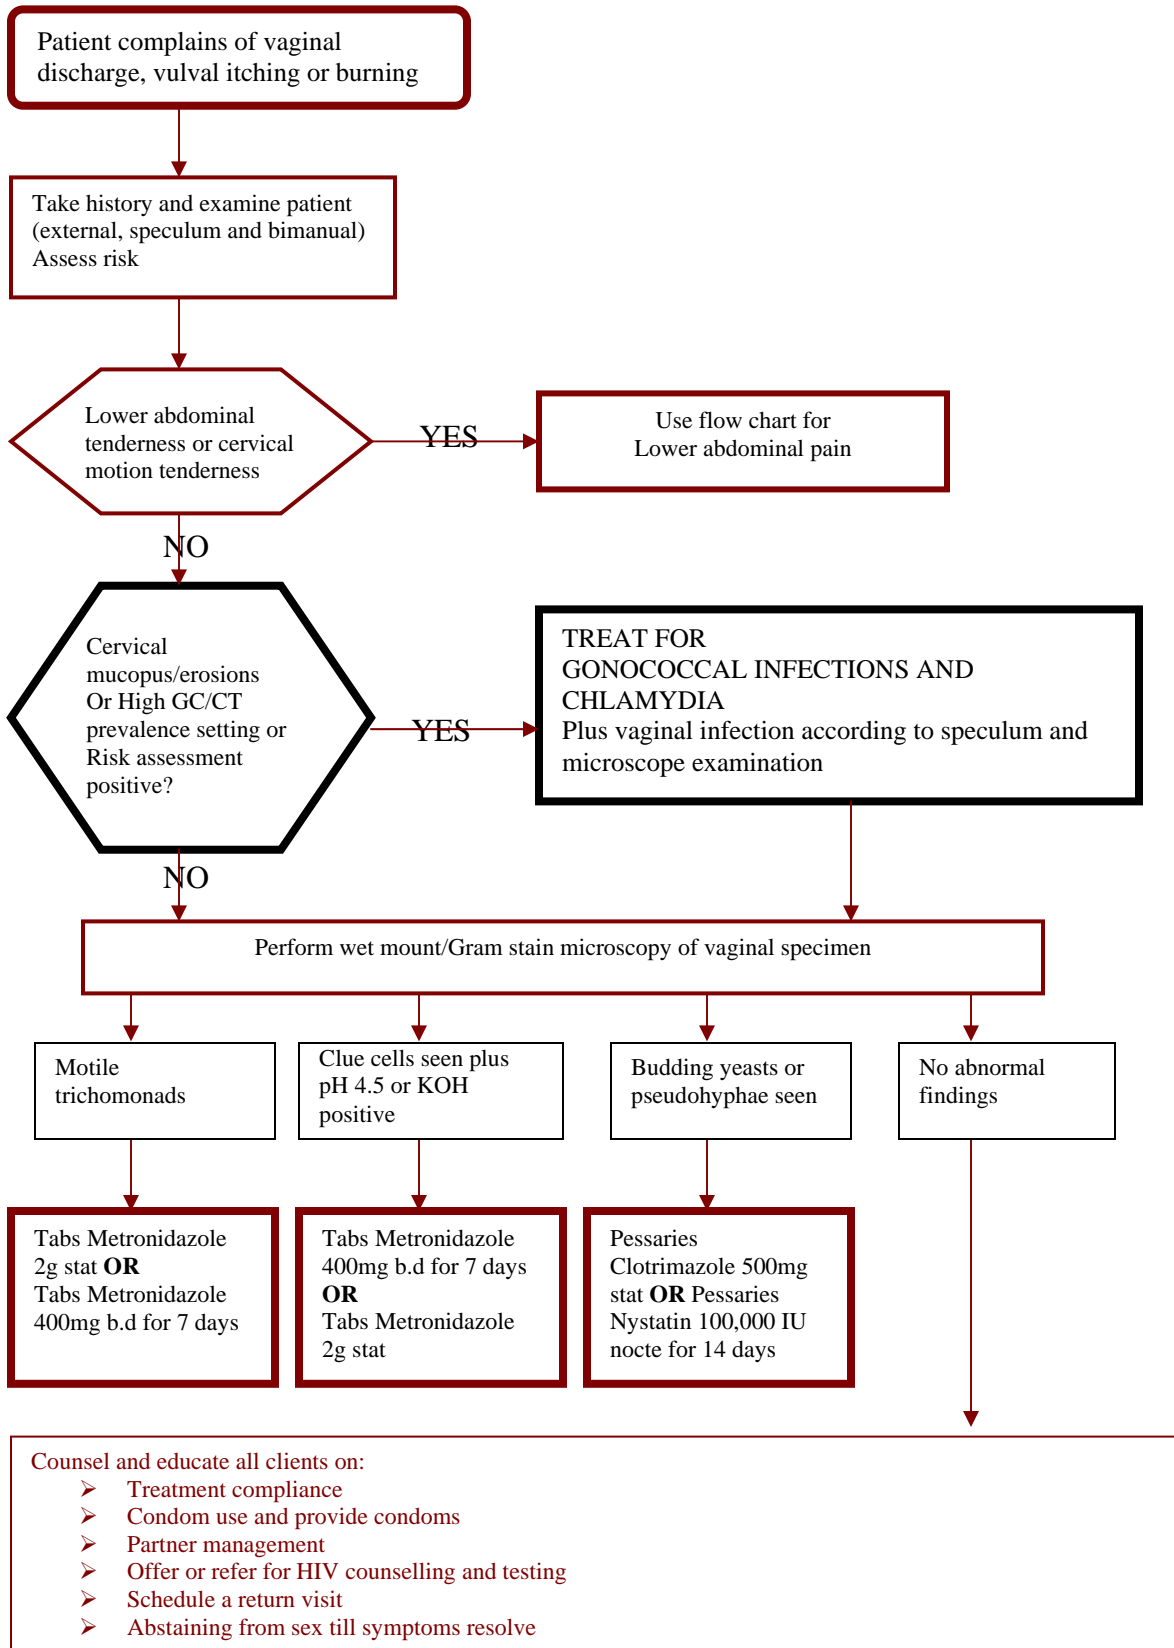 Patient complains of vaginal
discharge, vulval itching or burning
Take history and examine patient
(external, speculum and bimanual)
Assess risk
Lower abdominal
tenderness or cervical
motion tenderness
YES
Use flow chart for
Lower abdominal pain
NO
Cervical
mucopus/erosions
Or High GC/CT
prevalence setting or
Risk assessment
positive?
YES
TREAT FOR
GONOCOCCAL INFECTIONS AND
CHLAMYDIA
Plus vaginal infection according to speculum and
microscope examination
NO
Perform wet mount/Gram stain microscopy of vaginal specimen
Motile
trichomonads
Clue cells seen plus
pH 4.5 or KOH
positive
Budding yeasts or
pseudohyphae seen
No abnormal
findings
Tabs Metronidazole
2g stat OR
Tabs Metronidazole
400mg b.d for 7 days
Tabs Metronidazole
400mg b.d for 7 days
OR
Tabs Metronidazole
2g stat
Pessaries
Clotrimazole 500mg
stat OR Pessaries
Nystatin 100,000 IU
nocte for 14 days
Counsel and educate all clients on:
➢ Treatment compliance
➢ Condom use and provide condoms
➢ Partner management
➢ Offer or refer for HIV counselling and testing
➢ Schedule a return visit
➢ Abstaining from sex till symptoms resolve